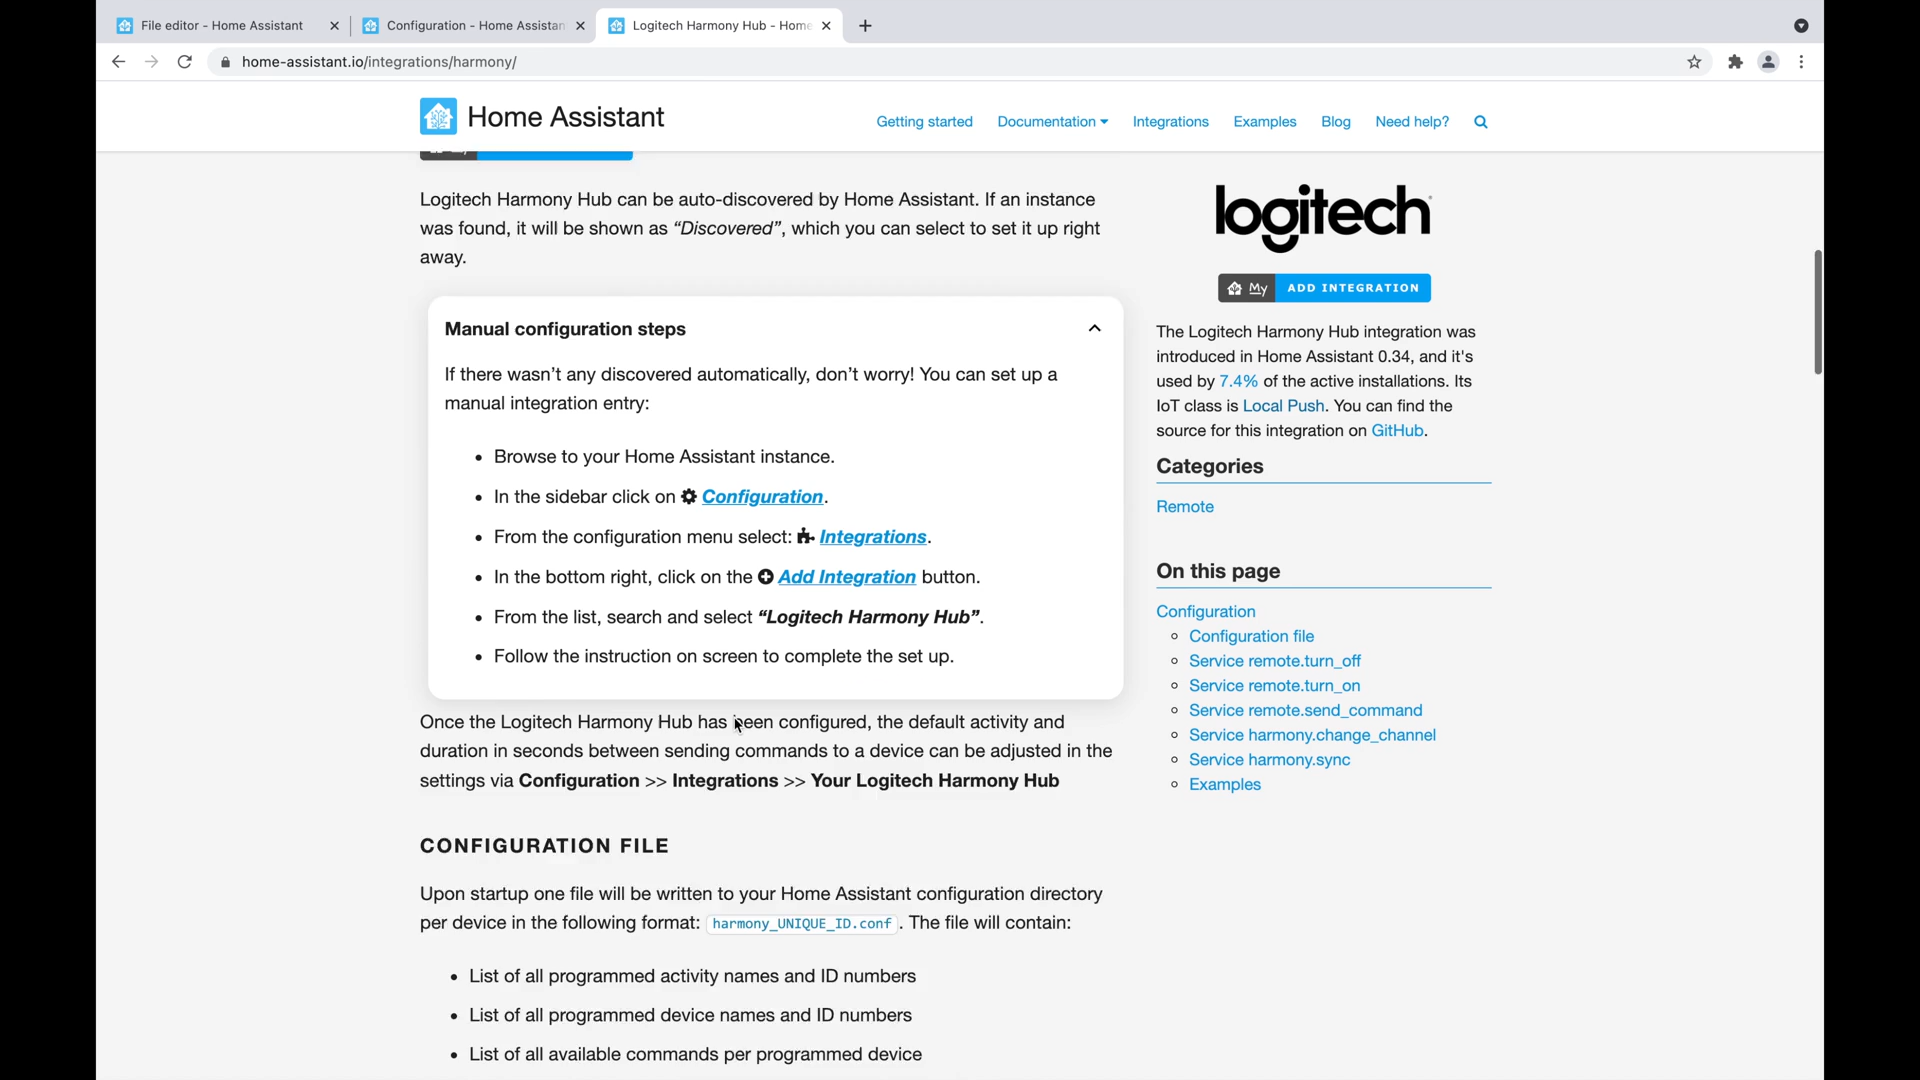 File editor - Home Assistant
Configuration - Home Assistan
Logitech Harmony Hub - Home
home-assistant.io/integrations/harmony/
Home Assistant
Getting started
Documentation
Integrations
Examples
Blog
Need help?
Logitech Harmony Hub can be auto-discovered by Home Assistant. If an instance
was found, it will be shown as “Discovered”, which you can select to set it up right
away.
Manual configuration steps
If there wasn’t any discovered automatically, don’t worry! You can set up a
manual integration entry:
• Browse to your Home Assistant instance.
• In the sidebar click on Configuration.
• From the configuration menu select: Integrations.
• In the bottom right, click on the Add Integration button.
• From the list, search and select “Logitech Harmony Hub”.
• Follow the instruction on screen to complete the set up.
Once the Logitech Harmony Hub has been configured, the default activity and
duration in seconds between sending commands to a device can be adjusted in the
settings via Configuration >> Integrations >> Your Logitech Harmony Hub
CONFIGURATION FILE
Upon startup one file will be written to your Home Assistant configuration directory
per device in the following format: harmony_UNIQUE_ID.conf. The file will contain:
• List of all programmed activity names and ID numbers
• List of all programmed device names and ID numbers
• List of all available commands per programmed device
logitech
My ADD INTEGRATION
The Logitech Harmony Hub integration was
introduced in Home Assistant 0.34, and it's
used by 7.4% of the active installations. Its
IoT class is Local Push. You can find the
source for this integration on GitHub.
Categories
Remote
On this page
Configuration
Configuration file
Service remote.turn_off
Service remote.turn_on
Service remote.send_command
Service harmony.change_channel
Service harmony.sync
Examples